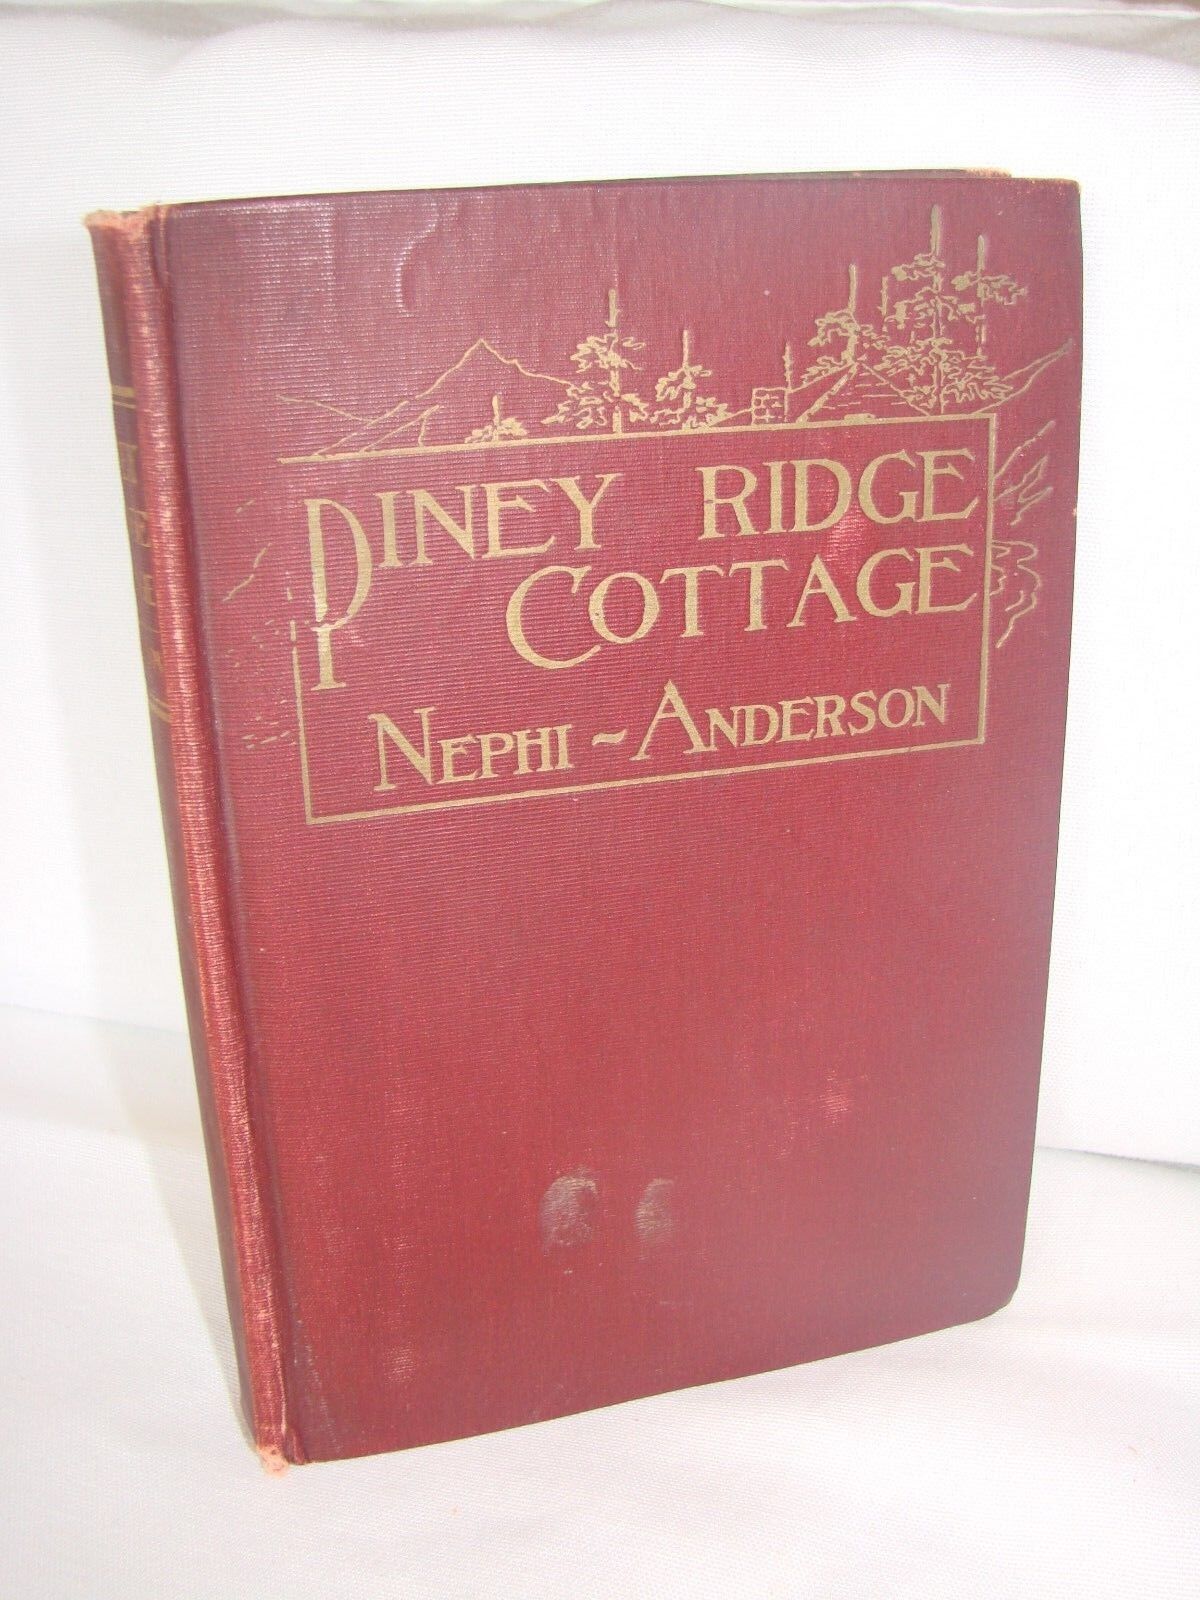 PINEY RIDGE
COTTAGE
NEPHI ~ ANDERSON